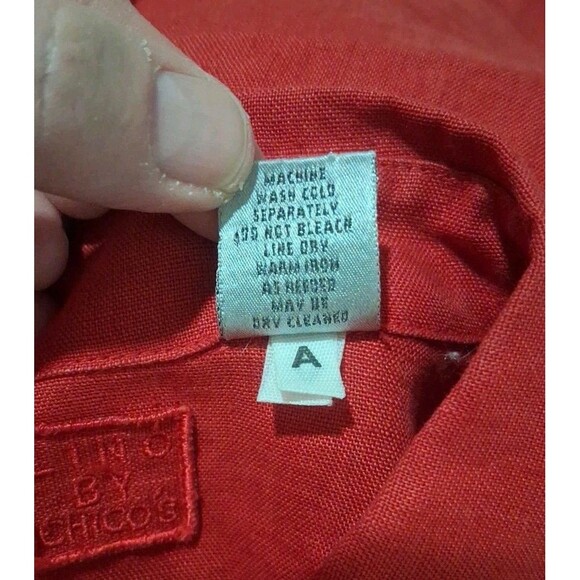 MACHINE
WASH COLD
SEPARATELY
DO NOT BLEACH
LINE DRY
WARM IRON
AS NEEDED
MAY BE
DRY CLEANED
A
LINO
BY
CHICO'S